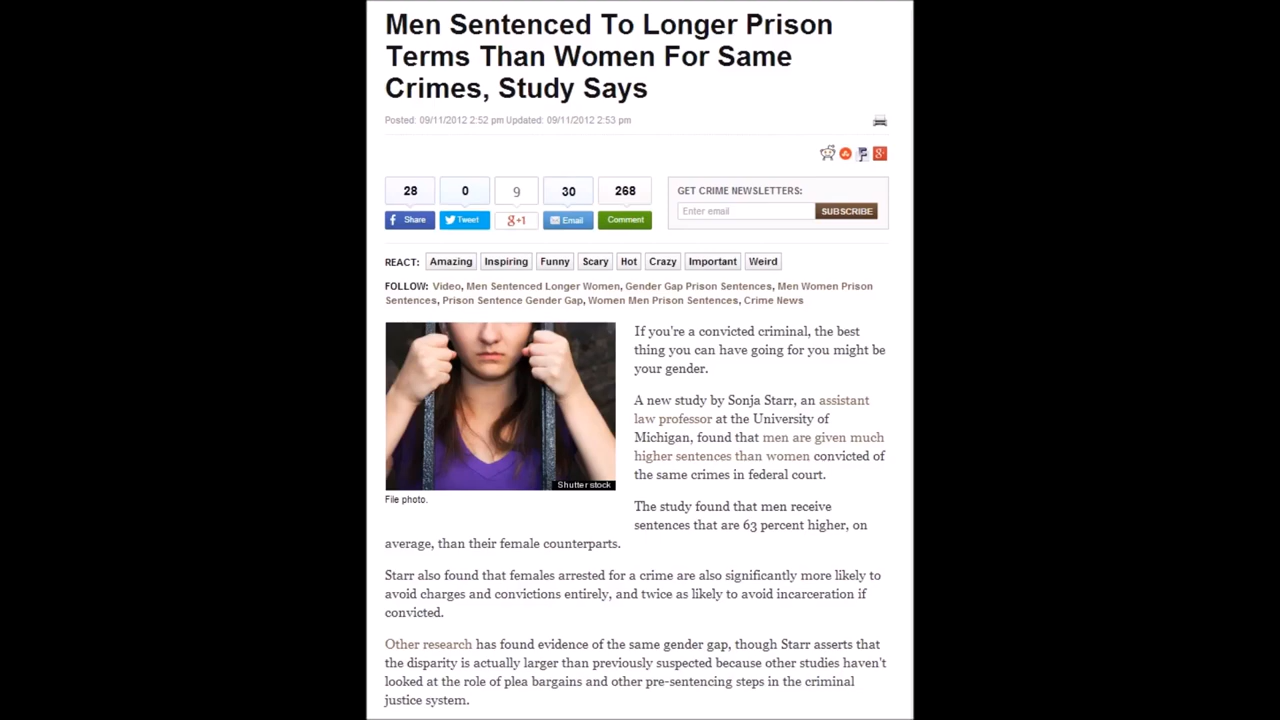 Men Sentenced To Longer Prison
Terms Than Women For Same
Crimes, Study Says
Posted: 09/11/2012 2:52 pm Updated: 09/11/2012 2:53 pm
28 0 9 30 268
Share Tweet g+1 Email Comment
GET CRIME NEWSLETTERS:
Enter email SUBSCRIBE
REACT: Amazing Inspiring Funny Scary Hot Crazy Important Weird
FOLLOW: Video, Men Sentenced Longer Women, Gender Gap Prison Sentences, Men Women Prison
Sentences, Prison Sentence Gender Gap, Women Men Prison Sentences, Crime News
Shutterstock
File photo.
If you're a convicted criminal, the best
thing you can have going for you might be
your gender.
A new study by Sonja Starr, an assistant
law professor at the University of
Michigan, found that men are given much
higher sentences than women convicted of
the same crimes in federal court.
The study found that men receive
sentences that are 63 percent higher, on
average, than their female counterparts.
Starr also found that females arrested for a crime are also significantly more likely to
avoid charges and convictions entirely, and twice as likely to avoid incarceration if
convicted.
Other research has found evidence of the same gender gap, though Starr asserts that
the disparity is actually larger than previously suspected because other studies haven't
looked at the role of plea bargains and other pre-sentencing steps in the criminal
justice system.